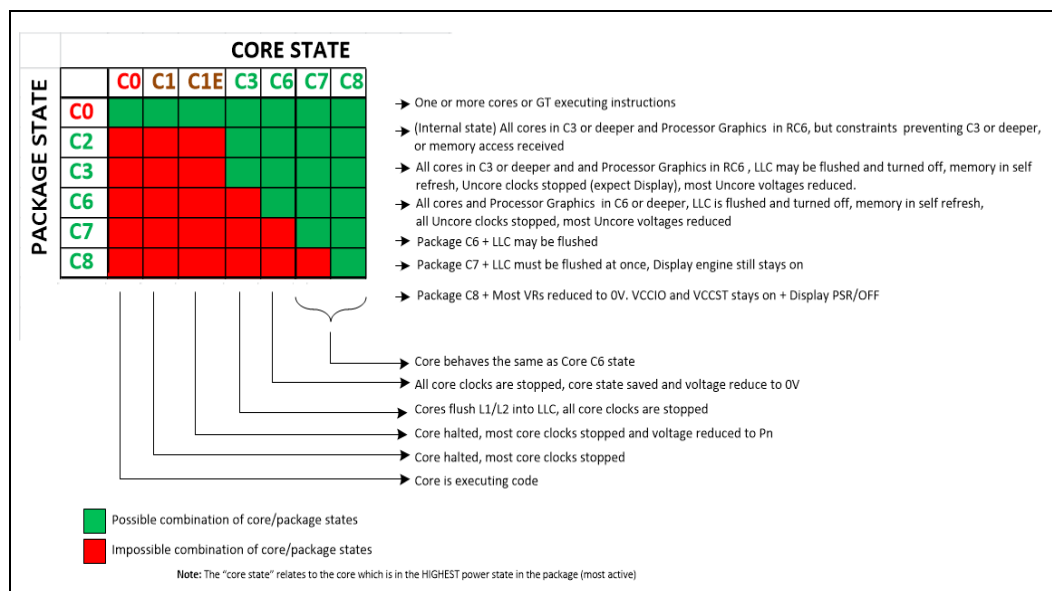 CORE STATE
PACKAGE STATE
C0 C1 C1E C3 C6 C7 C8
C0
C2
C3
C6
C7
C8
One or more cores or GT executing instructions
(Internal state) All cores in C3 or deeper and Processor Graphics in RC6, but constraints preventing C3 or deeper,
or memory access received
All cores in C3 or deeper and and Processor Graphics in RC6 , LLC may be flushed and turned off, memory in self
refresh, Uncore clocks stopped (expect Display), most Uncore voltages reduced.
All cores and Processor Graphics in C6 or deeper, LLC is flushed and turned off, memory in self refresh,
all Uncore clocks stopped, most Uncore voltages reduced
Package C6 + LLC may be flushed
Package C7 + LLC must be flushed at once, Display engine still stays on
Package C8 + Most VRs reduced to 0V. VCCIO and VCCST stays on + Display PSR/OFF
Core behaves the same as Core C6 state
All core clocks are stopped, core state saved and voltage reduce to 0V
Cores flush L1/L2 into LLC, all core clocks are stopped
Core halted, most core clocks stopped and voltage reduced to Pn
Core halted, most core clocks stopped
Core is executing code
Possible combination of core/package states
Impossible combination of core/package states
Note: The "core state" relates to the core which is in the HIGHEST power state in the package (most active)